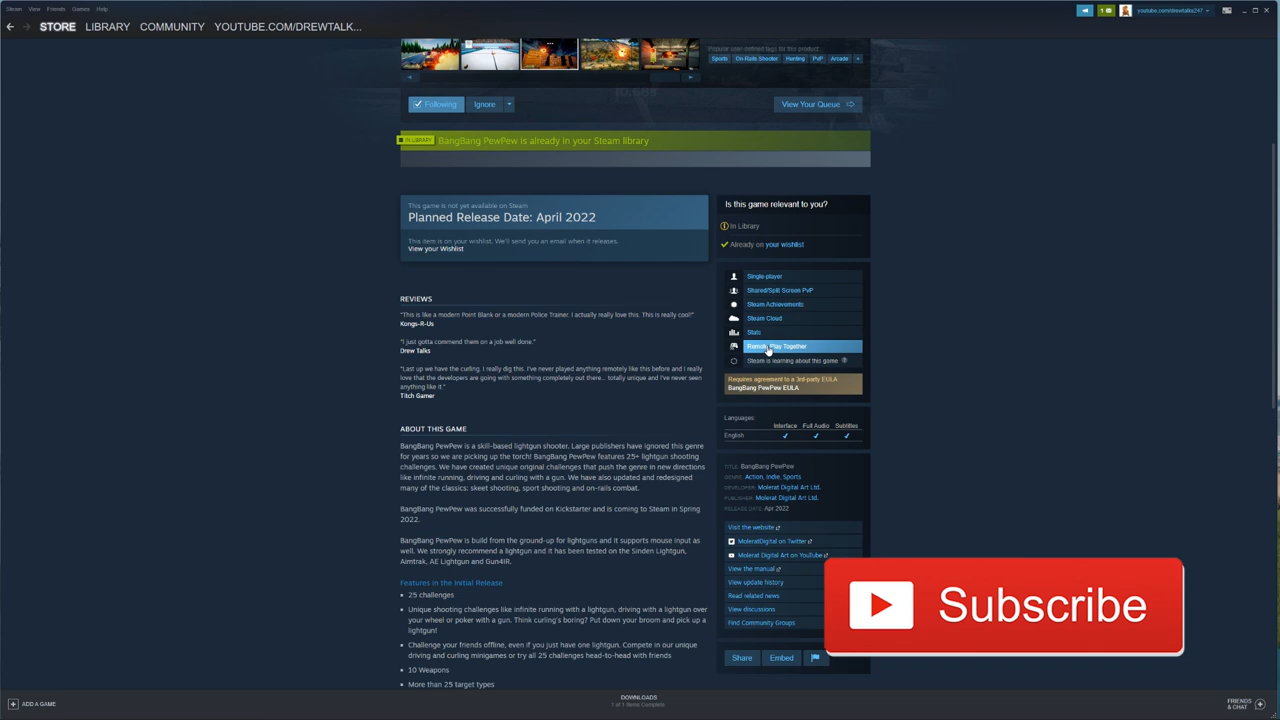 Steam View Friends Games Help
youtube.com/drewtalks247
STORE LIBRARY COMMUNITY YOUTUBE.COM/DREWTALK...
Popular user-defined tags for this product:
Sports On-Rails Shooter Hunting PvP Arcade +
Following Ignore View Your Queue
IN LIBRARY BangBang PewPew is already in your Steam library
This game is not yet available on Steam
Planned Release Date: April 2022
This item is on your wishlist. We'll send you an email when it releases.
View your Wishlist
REVIEWS
"This is like a modern Point Blank or a modern Police Trainer. I actually really love this. This is really cool!"
Kongs-R-Us
"I just gotta commend them on a job well done."
Drew Talks
"Last up we have the curling. I really dig this. I've never played anything remotely like this before and I really
love that the developers are going with something completely out there... totally unique and I've never seen
anything like it."
Titch Gamer
ABOUT THIS GAME
BangBang PewPew is a skill-based lightgun shooter. Large publishers have ignored this genre
for years so we are picking up the torch! BangBang PewPew features 25+ lightgun shooting
challenges. We have created unique original challenges that push the genre in new directions
like infinite running, driving and curling with a gun. We have also updated and redesigned
many of the classics: skeet shooting, sport shooting and on-rails combat.
BangBang PewPew was successfully funded on Kickstarter and is coming to Steam in Spring
2022.
BangBang PewPew is build from the ground-up for lightguns and it supports mouse input as
well. We strongly recommend a lightgun and it has been tested on the Sinden Lightgun,
Aimtrak, AE Lightgun and Gun4IR.
Features in the Initial Release
• 25 challenges
• Unique shooting challenges like infinite running with a lightgun, driving with a lightgun over
your wheel or poker with a gun. Think curling's boring? Put down your broom and pick up a
lightgun!
• Challenge your friends offline, even if you just have one lightgun. Compete in our unique
driving and curling minigames or try all 25 challenges head-to-head with friends
• 10 Weapons
• More than 25 target types
Is this game relevant to you?
In Library
Already on your wishlist
Single-player
Shared/Split Screen PvP
Steam Achievements
Steam Cloud
Stats
Remote Play Together
Steam is learning about this game
Requires agreement to a 3rd-party EULA
BangBang PewPew EULA
Languages:
Interface Full Audio Subtitles
English ✔ ✔ ✔
TITLE: BangBang PewPew
GENRE: Action, Indie, Sports
DEVELOPER: Molerat Digital Art Ltd.
PUBLISHER: Molerat Digital Art Ltd.
RELEASE DATE: Apr 2022
Visit the website
MoleratDigital on Twitter
Molerat Digital Art on YouTube
View the manual
View update history
Read related news
View discussions
Find Community Groups
Share Embed
Subscribe
ADD A GAME
DOWNLOADS
1 of 1 Items Complete
FRIENDS
& CHAT